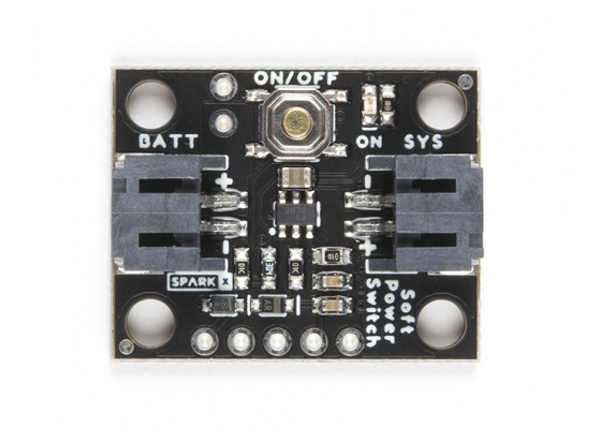 ON/OFF
BATT
ON
SYS
+
-
-
+
SPARK X
Soft
Power
Switch